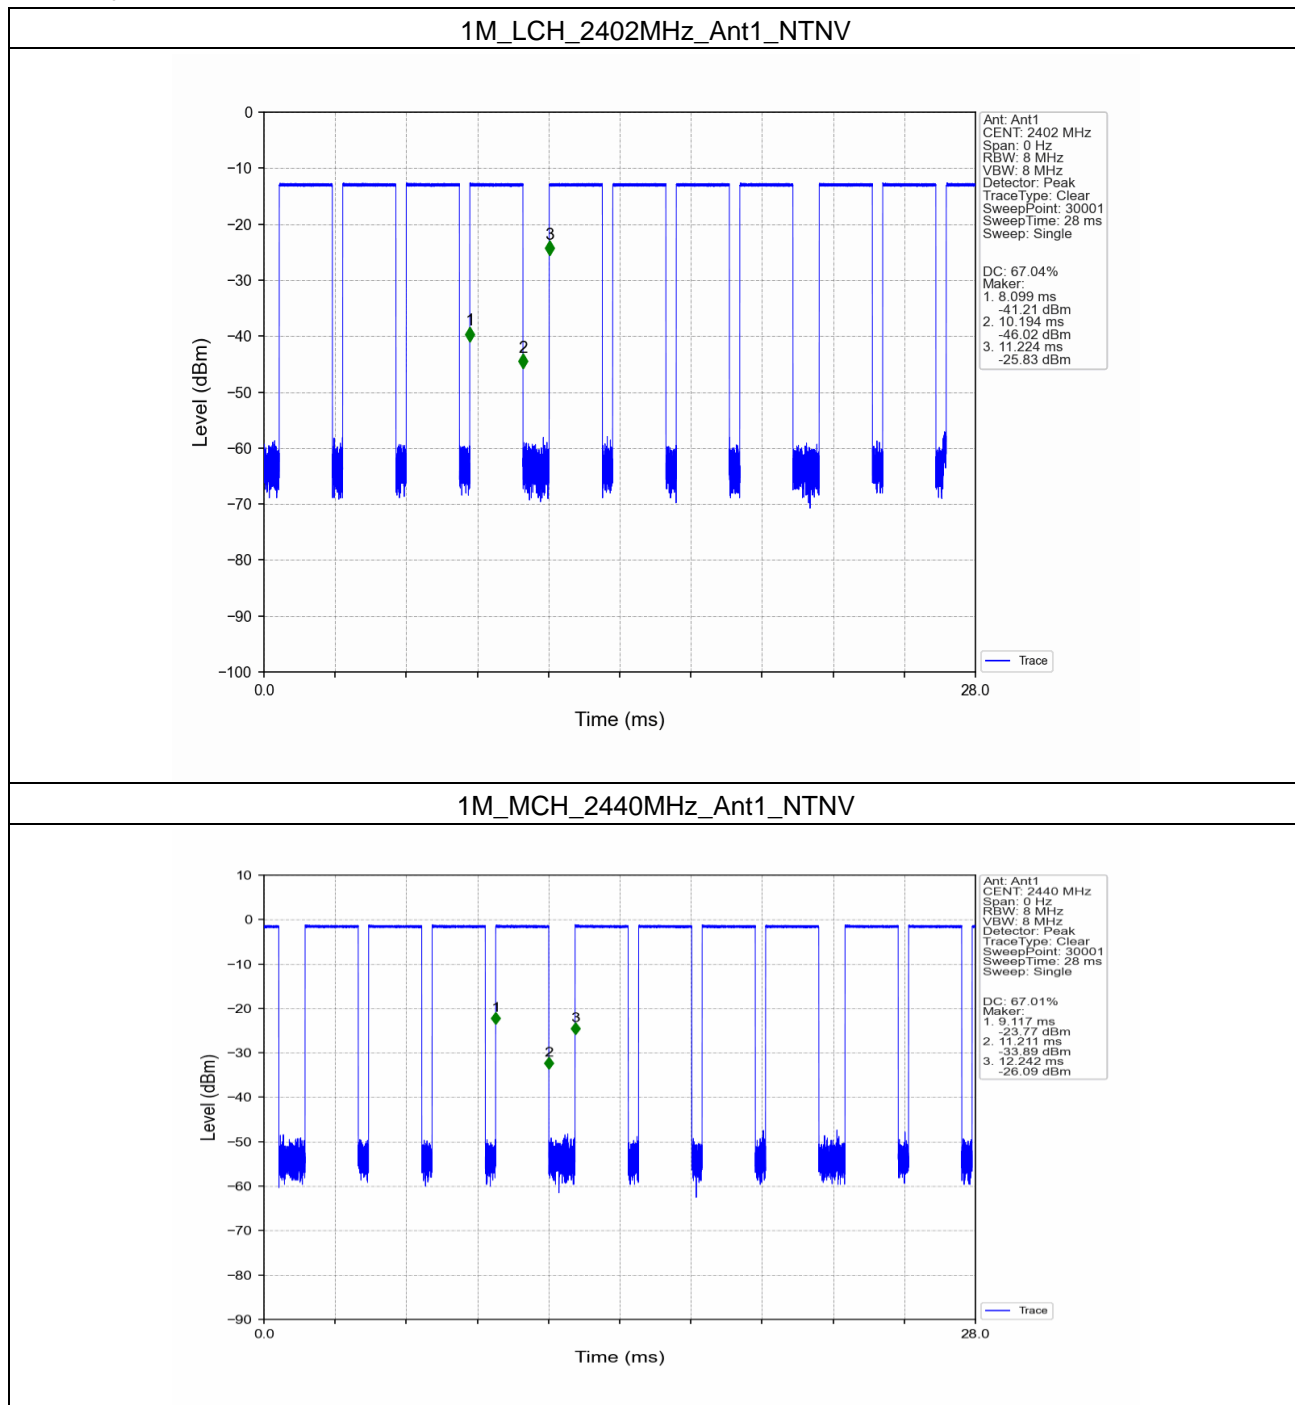 1M_LCH_2402MHz_Ant1_NTNV
0
−10
−20
−30
−40
−50
−60
−70
−80
−90
−100
Level (dBm)
1
2
3
0.0
28.0
Time (ms)
Ant: Ant1
CENT: 2402 MHz
Span: 0 Hz
RBW: 8 MHz
VBW: 8 MHz
Detector: Peak
TraceType: Clear
SweepPoint: 30001
SweepTime: 28 ms
Sweep: Single
DC: 67.04%
Maker:
1. 8.099 ms
-41.21 dBm
2. 10.194 ms
-46.02 dBm
3. 11.224 ms
-25.83 dBm
Trace
1M_MCH_2440MHz_Ant1_NTNV
10
0
−10
−20
−30
−40
−50
−60
−70
−80
−90
Level (dBm)
1
2
3
0.0
28.0
Time (ms)
Ant: Ant1
CENT: 2440 MHz
Span: 0 Hz
RBW: 8 MHz
VBW: 8 MHz
Detector: Peak
TraceType: Clear
SweepPoint: 30001
SweepTime: 28 ms
Sweep: Single
DC: 67.01%
Maker:
1. 9.117 ms
-23.77 dBm
2. 11.211 ms
-33.89 dBm
3. 12.242 ms
-26.09 dBm
Trace